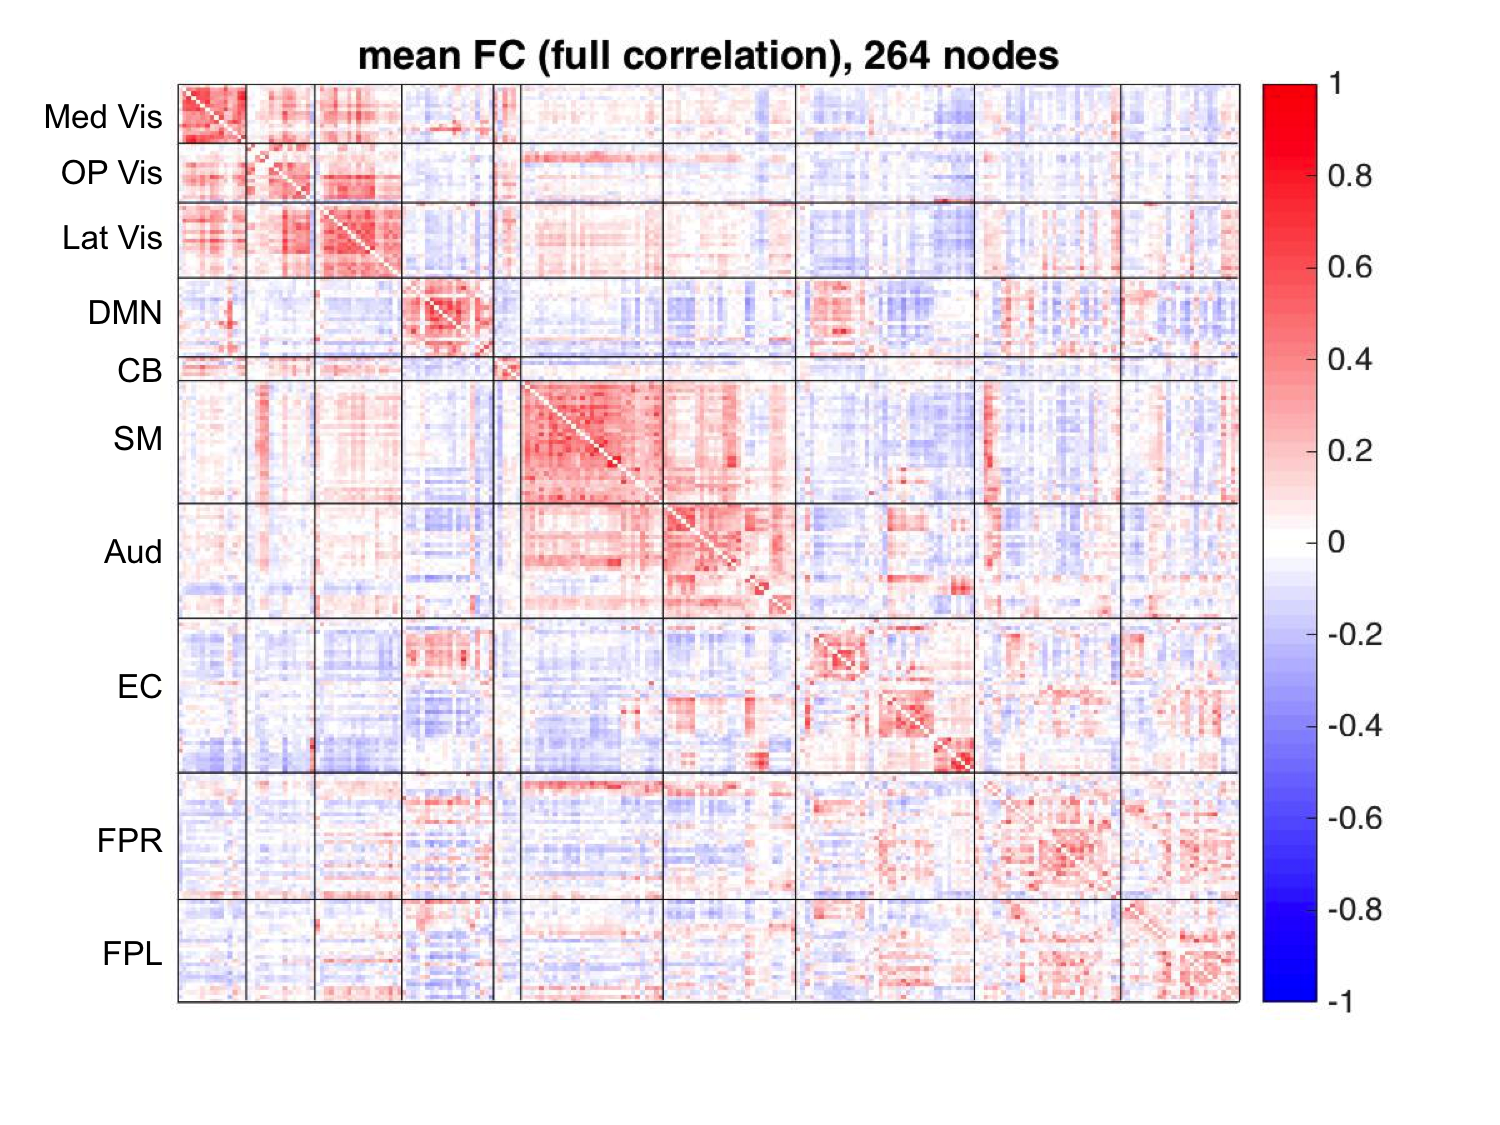 mean FC (full correlation), 264 nodes
Med Vis
OP Vis
Lat Vis
DMN
CB
SM
Aud
EC
FPR
FPL
1
0.8
0.6
0.4
0.2
0
-0.2
-0.4
-0.6
-0.8
-1